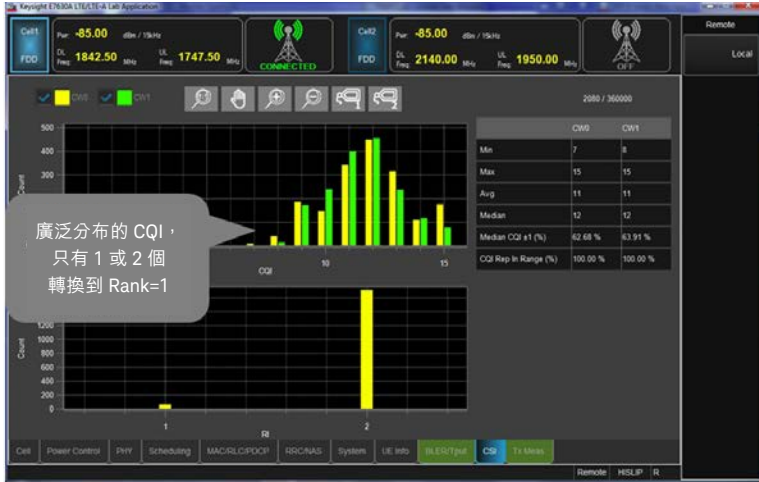 Keysight E7630A LTE/LTE-A Lab Application
Cell1
FDD
Pwr: -85.00 dBm / 15kHz
DL Freq: 1842.50 MHz
UL Freq: 1747.50 MHz
CONNECTED
Cell2
FDD
Pwr: -85.00 dBm / 15kHz
DL Freq: 2140.00 MHz
UL Freq: 1950.00 MHz
OFF
Remote
Local
CW0
CW1
2080 / 360000
500
400
300
Count
10
15
CQI
廣泛分布的 CQI，
只有 1 或 2 個
轉換到 Rank=1
CW0 CW1
Min 7 8
Max 15 15
Avg 11 11
Median 12 12
Median CQI ±1 (%) 62.68 % 63.91 %
CQI Rep In Range (%) 100.00 % 100.00 %
1200
1000
800
600
400
200
0
Count
1
2
RI
Cell Power Control PHY Scheduling MAC/RLC/PDCP RRC/NAS System UE Info BLER/Tput CSI Tx Meas
Remote HISLIP R